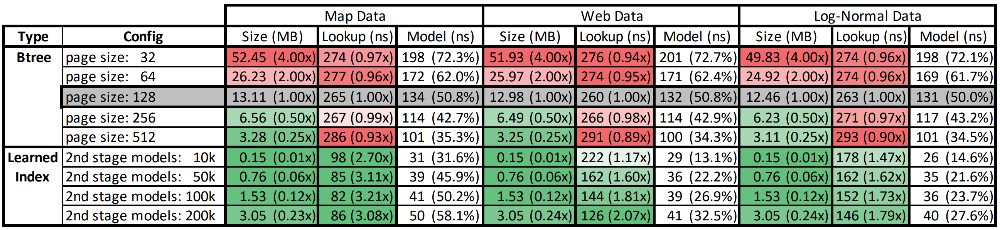 Map Data Web Data Log-Normal Data
Type Config Size (MB) Lookup (ns) Model (ns) Size (MB) Lookup (ns) Model (ns) Size (MB) Lookup (ns) Model (ns)
Btree page size: 32 52.45 (4.00x) 274 (0.97x) 198 (72.3%) 51.93 (4.00x) 276 (0.94x) 201 (72.7%) 49.83 (4.00x) 274 (0.96x) 198 (72.1%)
page size: 64 26.23 (2.00x) 277 (0.96x) 172 (62.0%) 25.97 (2.00x) 274 (0.95x) 171 (62.4%) 24.92 (2.00x) 274 (0.96x) 169 (61.7%)
page size: 128 13.11 (1.00x) 265 (1.00x) 134 (50.8%) 12.98 (1.00x) 260 (1.00x) 132 (50.8%) 12.46 (1.00x) 263 (1.00x) 131 (50.0%)
page size: 256 6.56 (0.50x) 267 (0.99x) 114 (42.7%) 6.49 (0.50x) 266 (0.98x) 114 (42.9%) 6.23 (0.50x) 271 (0.97x) 117 (43.2%)
page size: 512 3.28 (0.25x) 286 (0.93x) 101 (35.3%) 3.25 (0.25x) 291 (0.89x) 100 (34.3%) 3.11 (0.25x) 293 (0.90x) 101 (34.5%)
Learned 2nd stage models: 10k 0.15 (0.01x) 98 (2.70x) 31 (31.6%) 0.15 (0.01x) 222 (1.17x) 29 (13.1%) 0.15 (0.01x) 178 (1.47x) 26 (14.6%)
Index 2nd stage models: 50k 0.76 (0.06x) 85 (3.11x) 39 (45.9%) 0.76 (0.06x) 162 (1.60x) 36 (22.2%) 0.76 (0.06x) 162 (1.62x) 35 (21.6%)
2nd stage models: 100k 1.53 (0.12x) 82 (3.21x) 41 (50.2%) 1.53 (0.12x) 144 (1.81x) 39 (26.9%) 1.53 (0.12x) 152 (1.73x) 36 (23.7%)
2nd stage models: 200k 3.05 (0.23x) 86 (3.08x) 50 (58.1%) 3.05 (0.24x) 126 (2.07x) 41 (32.5%) 3.05 (0.24x) 146 (1.79x) 40 (27.6%)